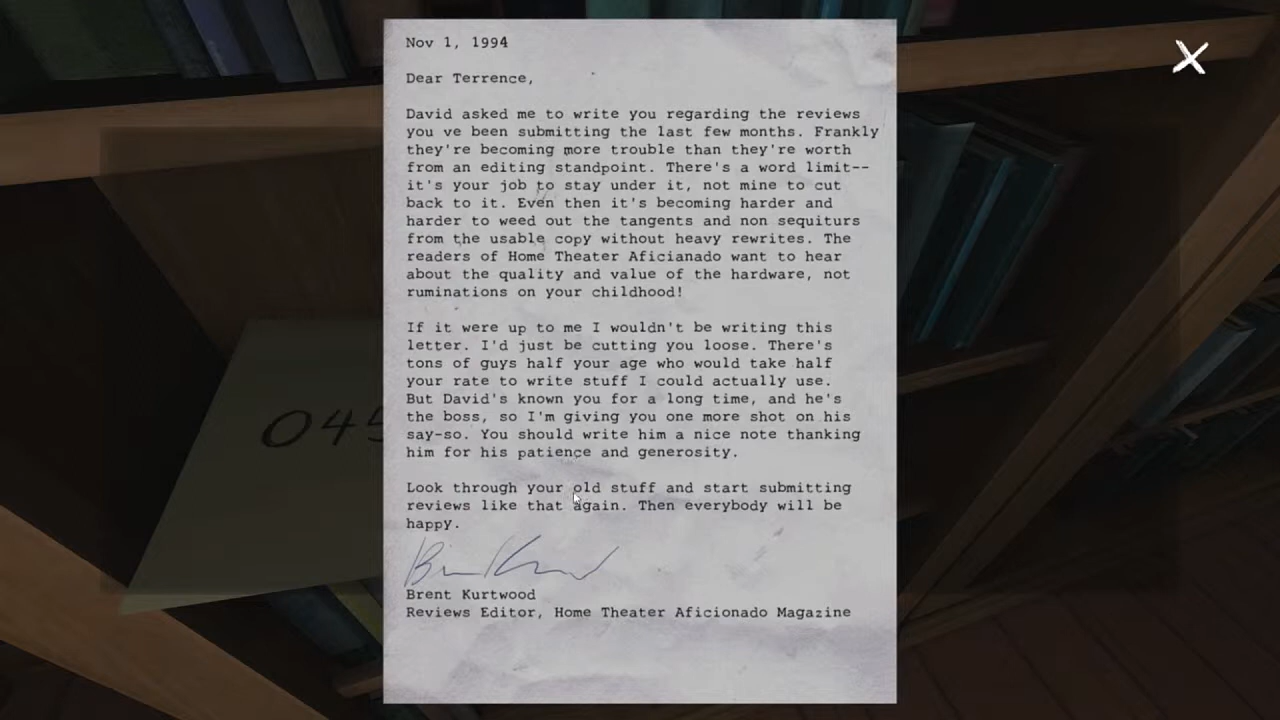 Nov 1, 1994
Dear Terrence,
David asked me to write you regarding the reviews
you ve been submitting the last few months. Frankly
they're becoming more trouble than they're worth
from an editing standpoint. There's a word limit--
it's your job to stay under it, not mine to cut
back to it. Even then it's becoming harder and
harder to weed out the tangents and non sequiturs
from the usable copy without heavy rewrites. The
readers of Home Theater Aficianado want to hear
about the quality and value of the hardware, not
ruminations on your childhood!
If it were up to me I wouldn't be writing this
letter. I'd just be cutting you loose. There's
tons of guys half your age who would take half
your rate to write stuff I could actually use.
But David's known you for a long time, and he's
the boss, so I'm giving you one more shot on his
say-so. You should write him a nice note thanking
him for his patience and generosity.
Look through your old stuff and start submitting
reviews like that again. Then everybody will be
happy.
Brent Kurtwood
Reviews Editor, Home Theater Aficionado Magazine
045